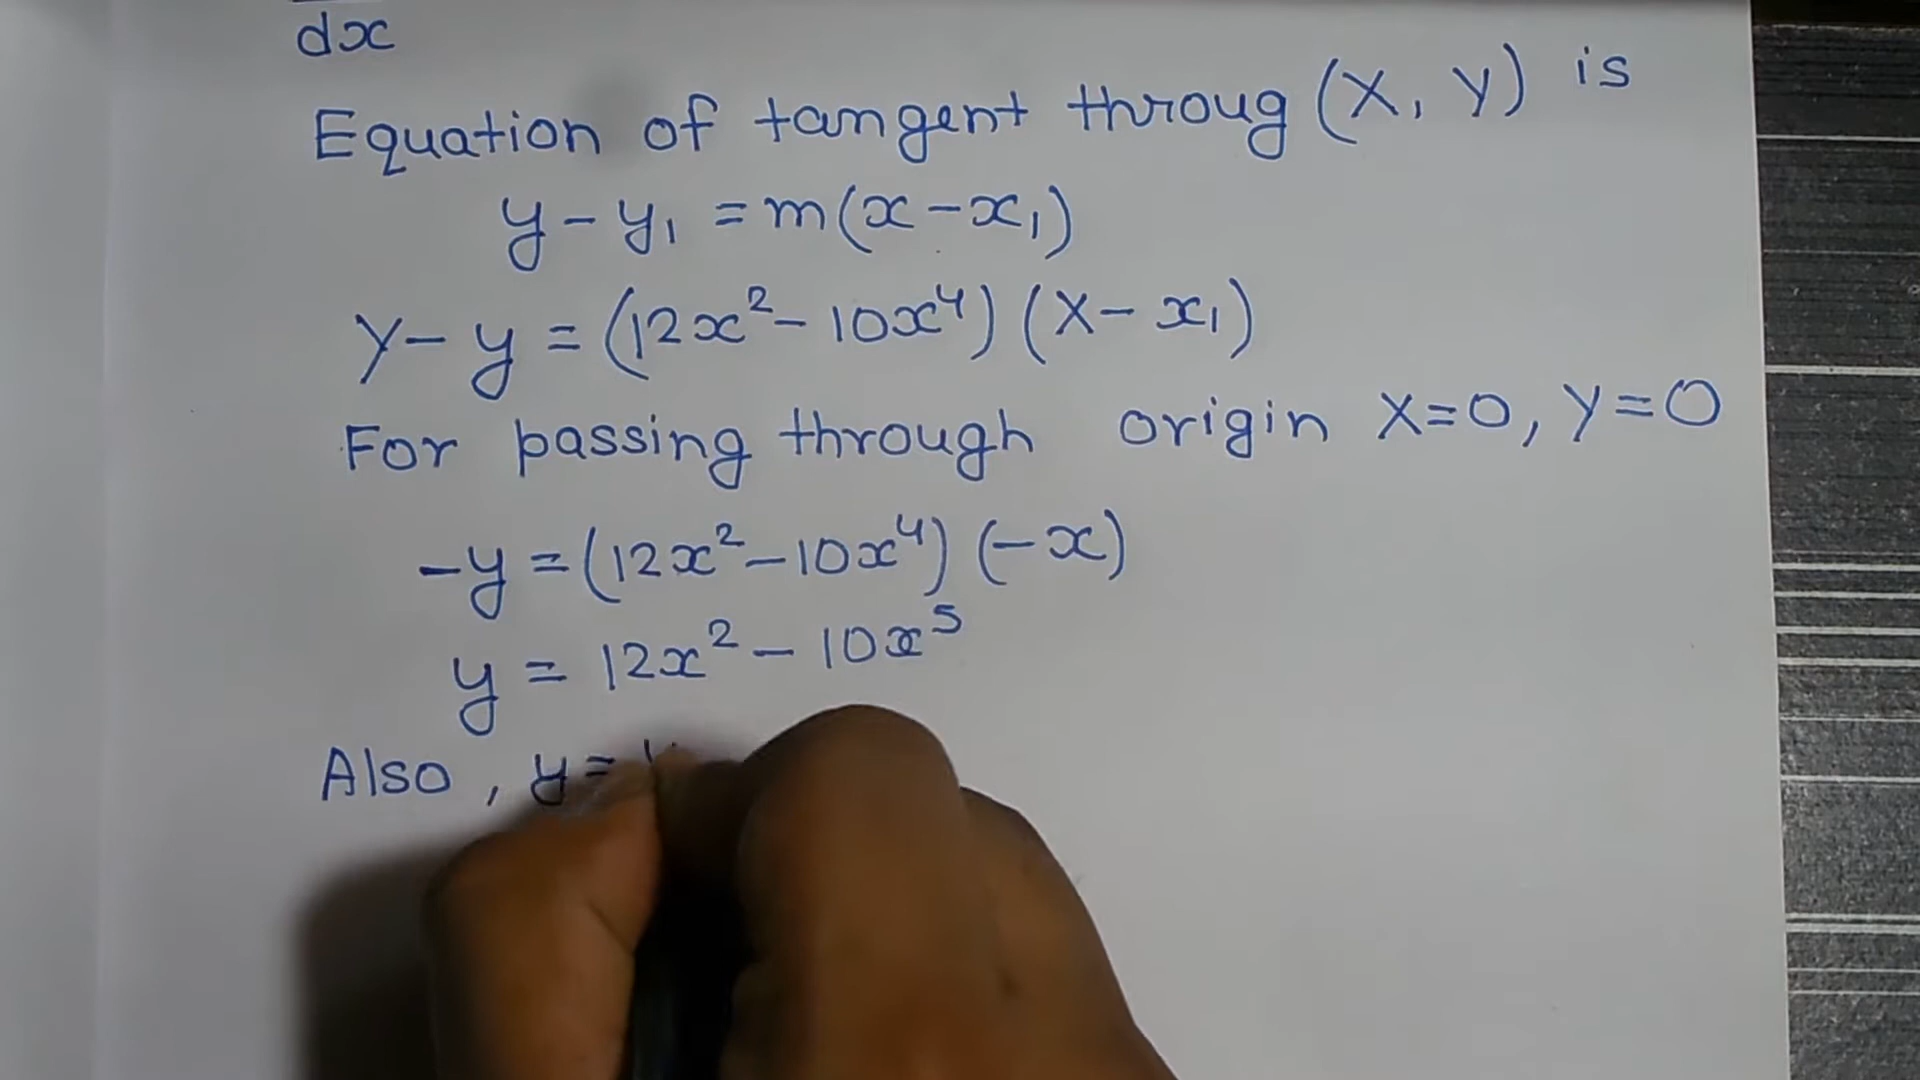 dx
Equation of tangent throug (X, Y) is
y - y₁ = m(x - x₁)
Y - y = (12x² - 10x⁴) (X - x₁)
For passing through origin X=0, Y=0
-y = (12x² - 10x⁴) (-x)
y = 12x² - 10x⁵
Also, y =